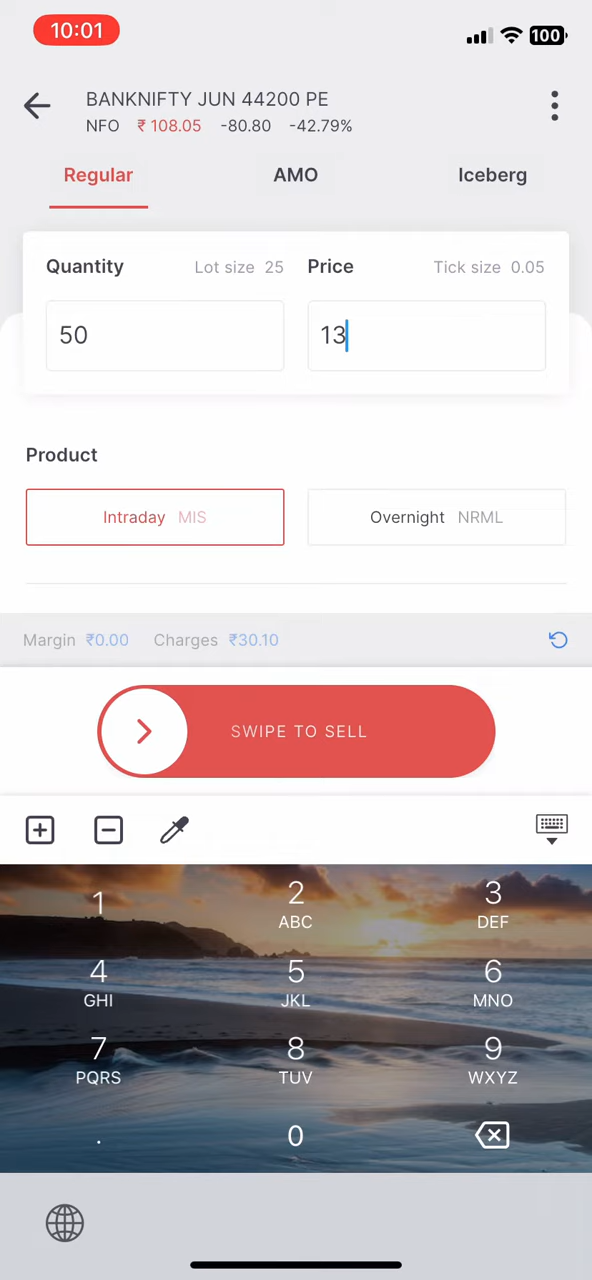 10:01
100
BANKNIFTY JUN 44200 PE
NFO ₹ 108.05 -80.80 -42.79%
Regular AMO Iceberg
Quantity Lot size 25 Price Tick size 0.05
50 13
Product
Intraday MIS Overnight NRML
Margin ₹0.00 Charges ₹30.10
SWIPE TO SELL
1 2 3
ABC DEF
4 5 6
GHI JKL MNO
7 8 9
PQRS TUV WXYZ
. 0